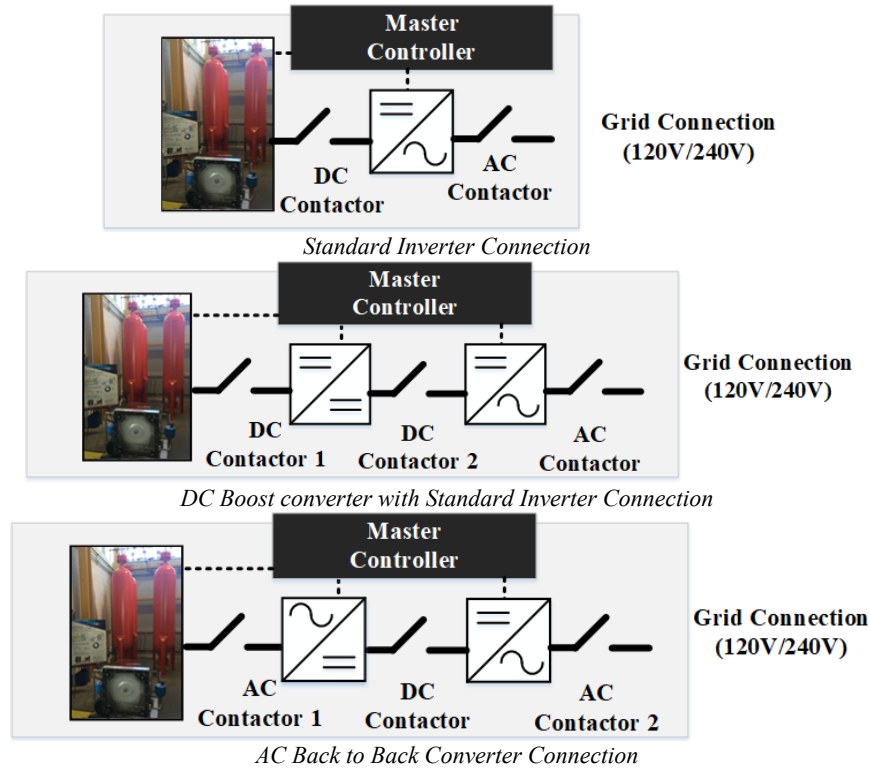 Master
Controller
DC
Contactor
AC
Contactor
Grid Connection
(120V/240V)
Standard Inverter Connection
Master
Controller
DC
Contactor 1
DC
Contactor 2
AC
Contactor
Grid Connection
(120V/240V)
DC Boost converter with Standard Inverter Connection
Master
Controller
AC
Contactor 1
DC
Contactor
AC
Contactor 2
Grid Connection
(120V/240V)
AC Back to Back Converter Connection